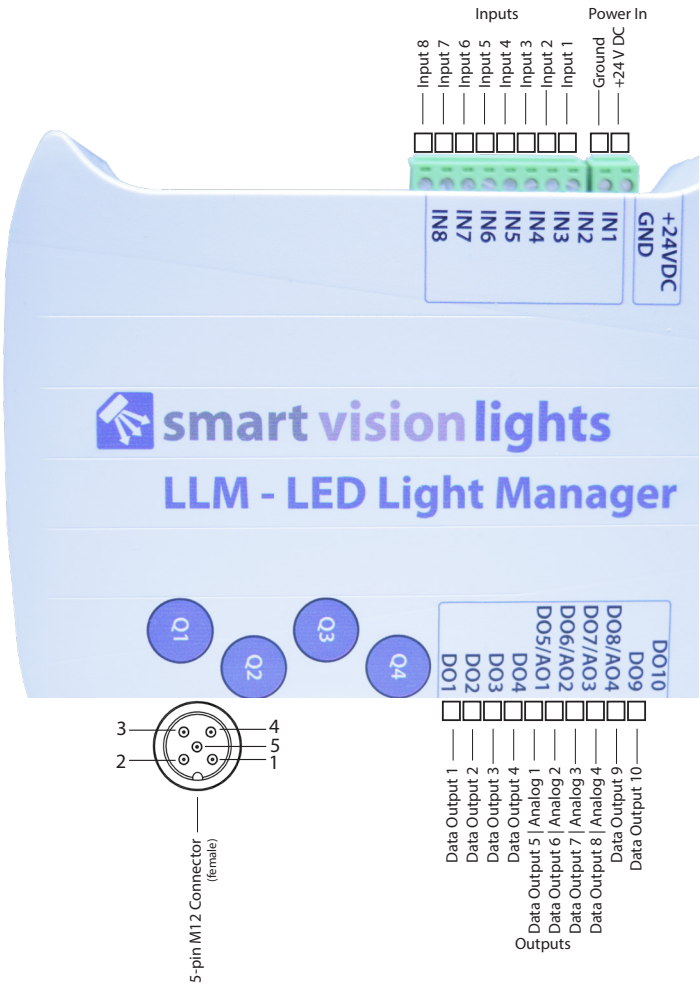 Inputs
Power In
Input 8
Input 7
Input 6
Input 5
Input 4
Input 3
Input 2
Input 1
Ground
+24 V DC
IN8
IN7
IN6
IN5
IN4
IN3
IN2
IN1
GND
+24VDC
smart vision lights
LLM - LED Light Manager
Q1
Q2
Q3
Q4
DO1
DO2
DO3
DO4
DO5/AO1
DO6/AO2
DO7/AO3
DO8/AO4
DO9
DO10
3
4
5
2
1
5-pin M12 Connector
(female)
Data Output 1
Data Output 2
Data Output 3
Data Output 4
Data Output 5 | Analog 1
Data Output 6 | Analog 2
Data Output 7 | Analog 3
Data Output 8 | Analog 4
Data Output 9
Data Output 10
Outputs